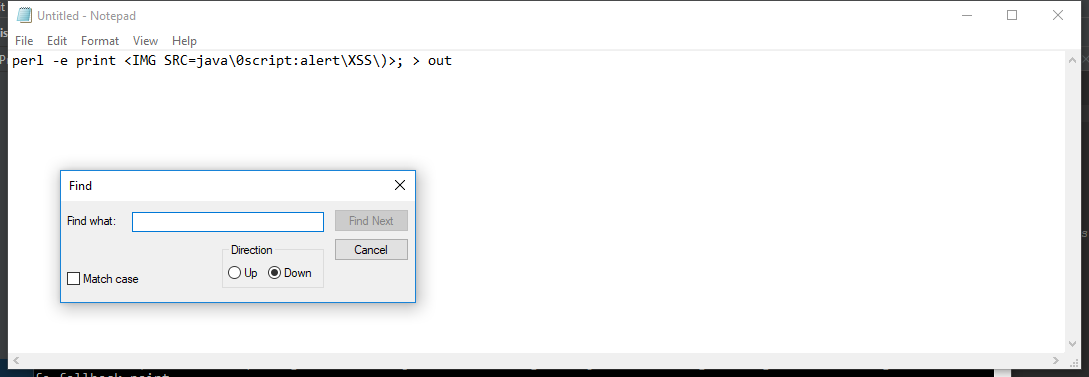 Untitled - Notepad
File Edit Format View Help
perl -e print <IMG SRC=java\0script:alert\XSS\)>; > out
Find
Find what: Find Next
Direction Cancel
Up Down
Match case